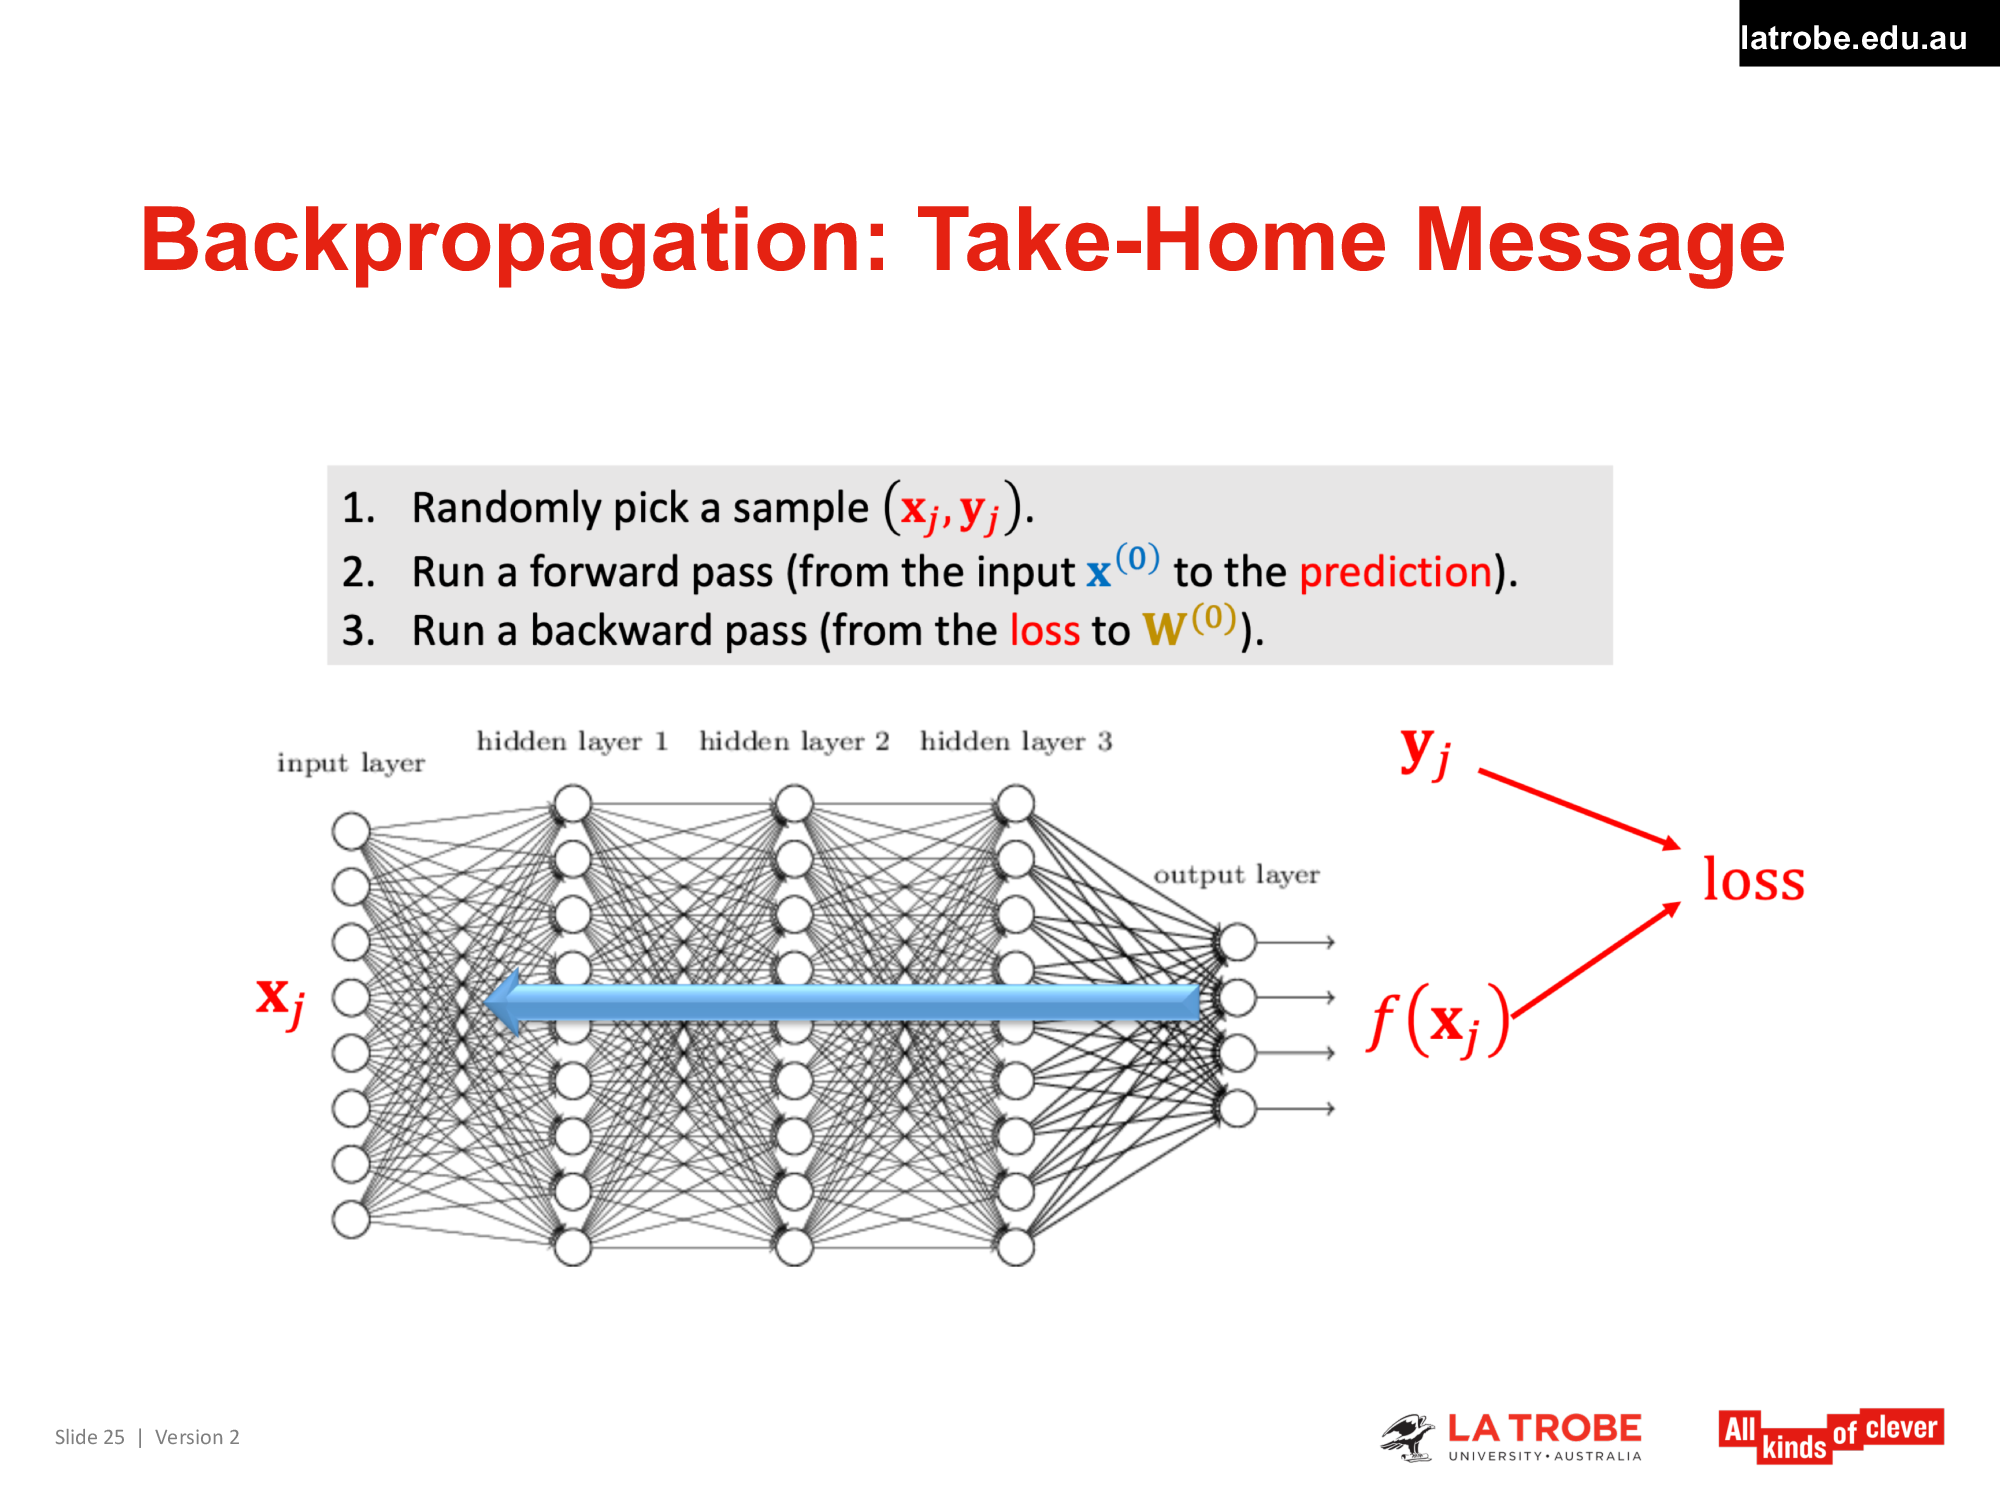 latrobe.edu.au
Backpropagation: Take-Home Message
1. Randomly pick a sample (𝐱ⱼ, 𝐲ⱼ).
2. Run a forward pass (from the input 𝐱⁽⁰⁾ to the prediction).
3. Run a backward pass (from the loss to 𝐖⁽⁰⁾).
input layer
hidden layer 1
hidden layer 2
hidden layer 3
output layer
𝐱ⱼ
𝐲ⱼ
f(𝐱ⱼ)
loss
Slide 25 | Version 2
LA TROBE
UNIVERSITY • AUSTRALIA
All kinds of clever